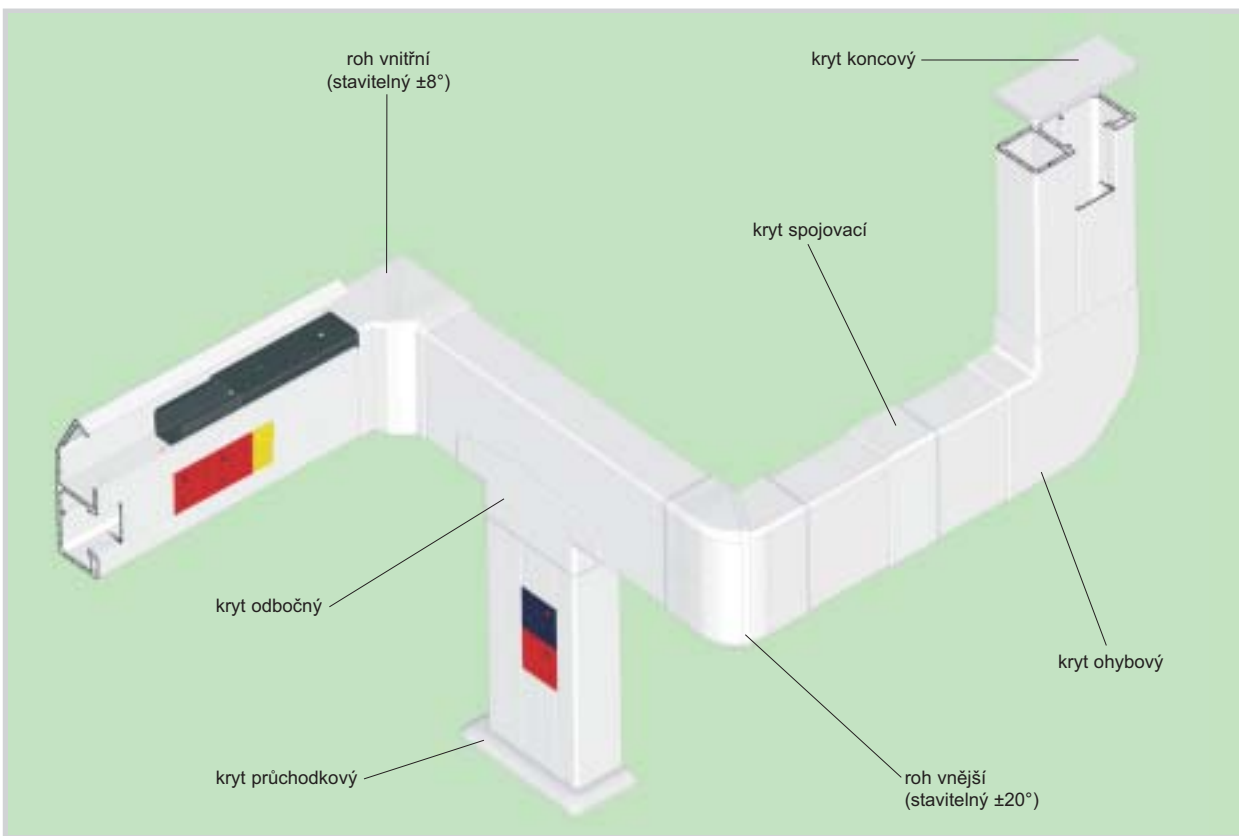 roh vnitřní
(stavitelný ±8°)
kryt koncový
kryt spojovací
kryt odbočný
kryt ohybový
kryt průchodkový
roh vnější
(stavitelný ±20°)